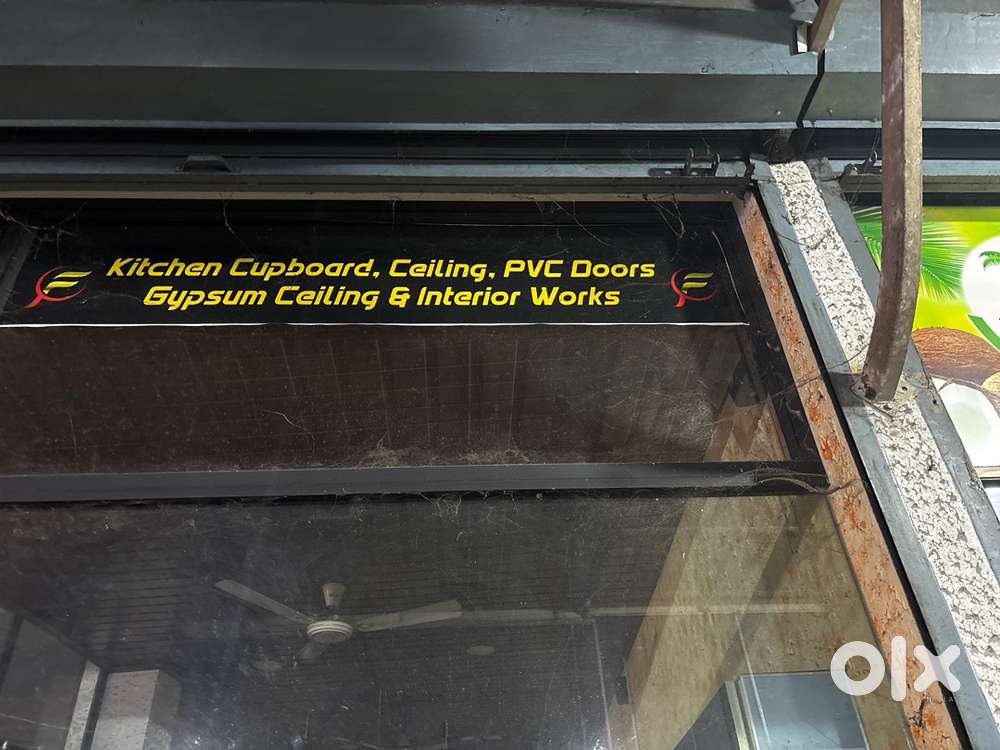 Kitchen Cupboard, Ceiling, PVC Doors
Gypsum Ceiling & Interior Works
olx